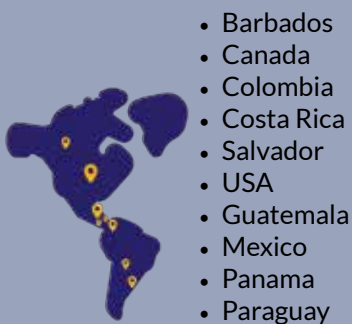 • Barbados
• Canada
• Colombia
• Costa Rica
• Salvador
• USA
• Guatemala
• Mexico
• Panama
• Paraguay